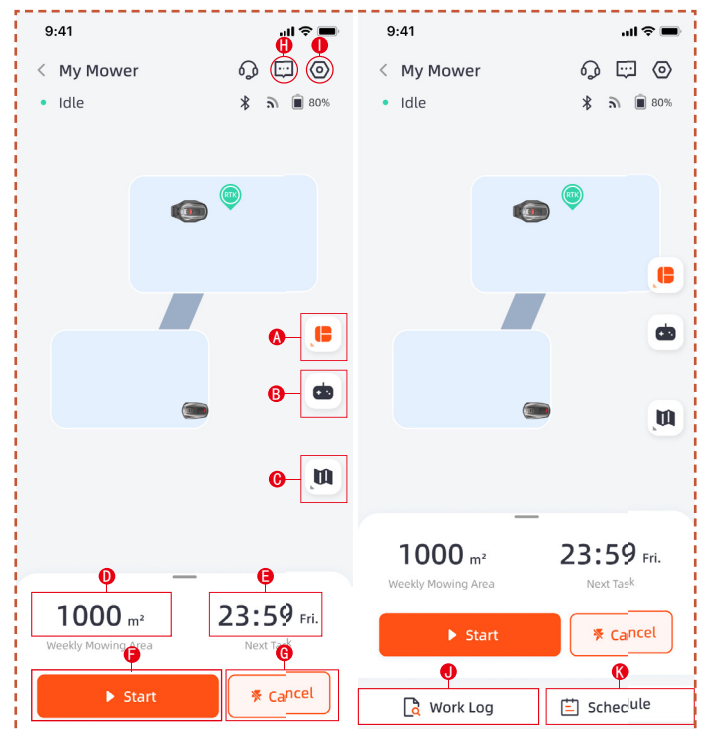 9:41
H
I
My Mower
Idle
80%
RTK
A
B
C
D
E
1000 m²
23:59 Fri.
Weekly Mowing Area
Next Task
F
G
Start
Cancel
9:41
My Mower
Idle
80%
RTK
1000 m²
23:59 Fri.
Weekly Mowing Area
Next Task
Start
Cancel
J
K
Work Log
Schedule